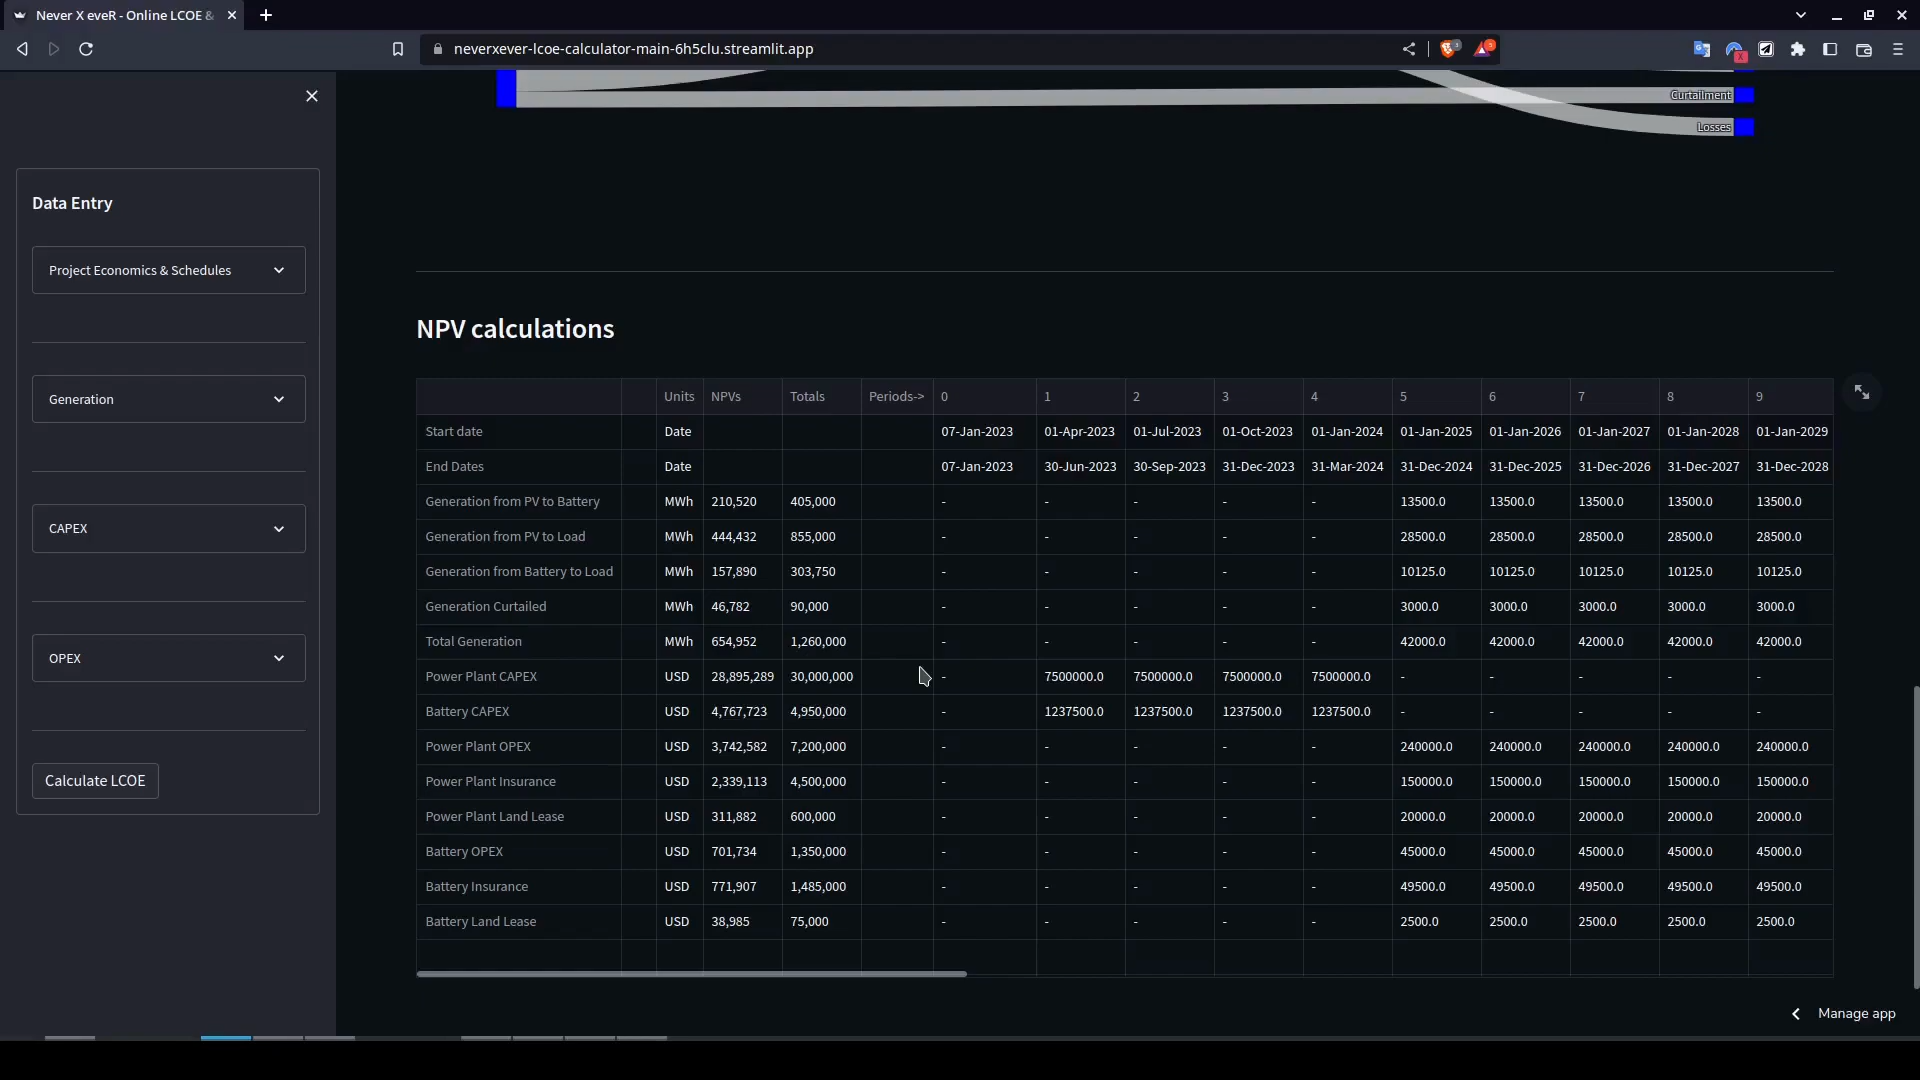 Never X eveR - Online LCOE &
neverxever-lcoe-calculator-main-6h5clu.streamlit.app
Curtailment
Losses
Data Entry
Project Economics & Schedules
Generation
CAPEX
OPEX
Calculate LCOE
NPV calculations
Units NPVs Totals Periods-> 0 1 2 3 4 5 6 7 8 9
Start date Date 07-Jan-2023 01-Apr-2023 01-Jul-2023 01-Oct-2023 01-Jan-2024 01-Jan-2025 01-Jan-2026 01-Jan-2027 01-Jan-2028 01-Jan-2029
End Dates Date 07-Jan-2023 30-Jun-2023 30-Sep-2023 31-Dec-2023 31-Mar-2024 31-Dec-2024 31-Dec-2025 31-Dec-2026 31-Dec-2027 31-Dec-2028
Generation from PV to Battery MWh 210,520 405,000 - - - - - 13500.0 13500.0 13500.0 13500.0 13500.0
Generation from PV to Load MWh 444,432 855,000 - - - - - 28500.0 28500.0 28500.0 28500.0 28500.0
Generation from Battery to Load MWh 157,890 303,750 - - - - - 10125.0 10125.0 10125.0 10125.0 10125.0
Generation Curtailed MWh 46,782 90,000 - - - - - 3000.0 3000.0 3000.0 3000.0 3000.0
Total Generation MWh 654,952 1,260,000 - - - - - 42000.0 42000.0 42000.0 42000.0 42000.0
Power Plant CAPEX USD 28,895,289 30,000,000 - 7500000.0 7500000.0 7500000.0 7500000.0 - - - - -
Battery CAPEX USD 4,767,723 4,950,000 - 1237500.0 1237500.0 1237500.0 1237500.0 - - - - -
Power Plant OPEX USD 3,742,582 7,200,000 - - - - - 240000.0 240000.0 240000.0 240000.0 240000.0
Power Plant Insurance USD 2,339,113 4,500,000 - - - - - 150000.0 150000.0 150000.0 150000.0 150000.0
Power Plant Land Lease USD 311,882 600,000 - - - - - 20000.0 20000.0 20000.0 20000.0 20000.0
Battery OPEX USD 701,734 1,350,000 - - - - - 45000.0 45000.0 45000.0 45000.0 45000.0
Battery Insurance USD 771,907 1,485,000 - - - - - 49500.0 49500.0 49500.0 49500.0 49500.0
Battery Land Lease USD 38,985 75,000 - - - - - 2500.0 2500.0 2500.0 2500.0 2500.0
Manage app